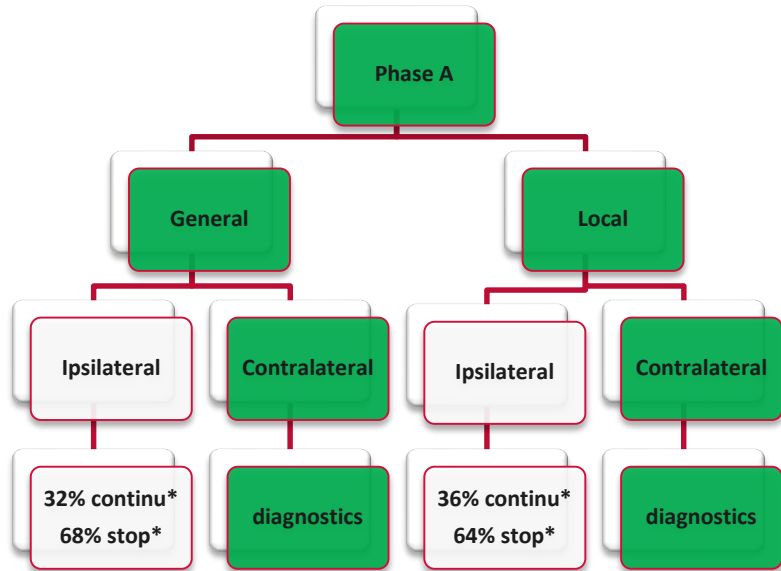 Phase A
General
Local
Ipsilateral
Contralateral
Ipsilateral
Contralateral
32% continu*
68% stop*
diagnostics
36% continu*
64% stop*
diagnostics